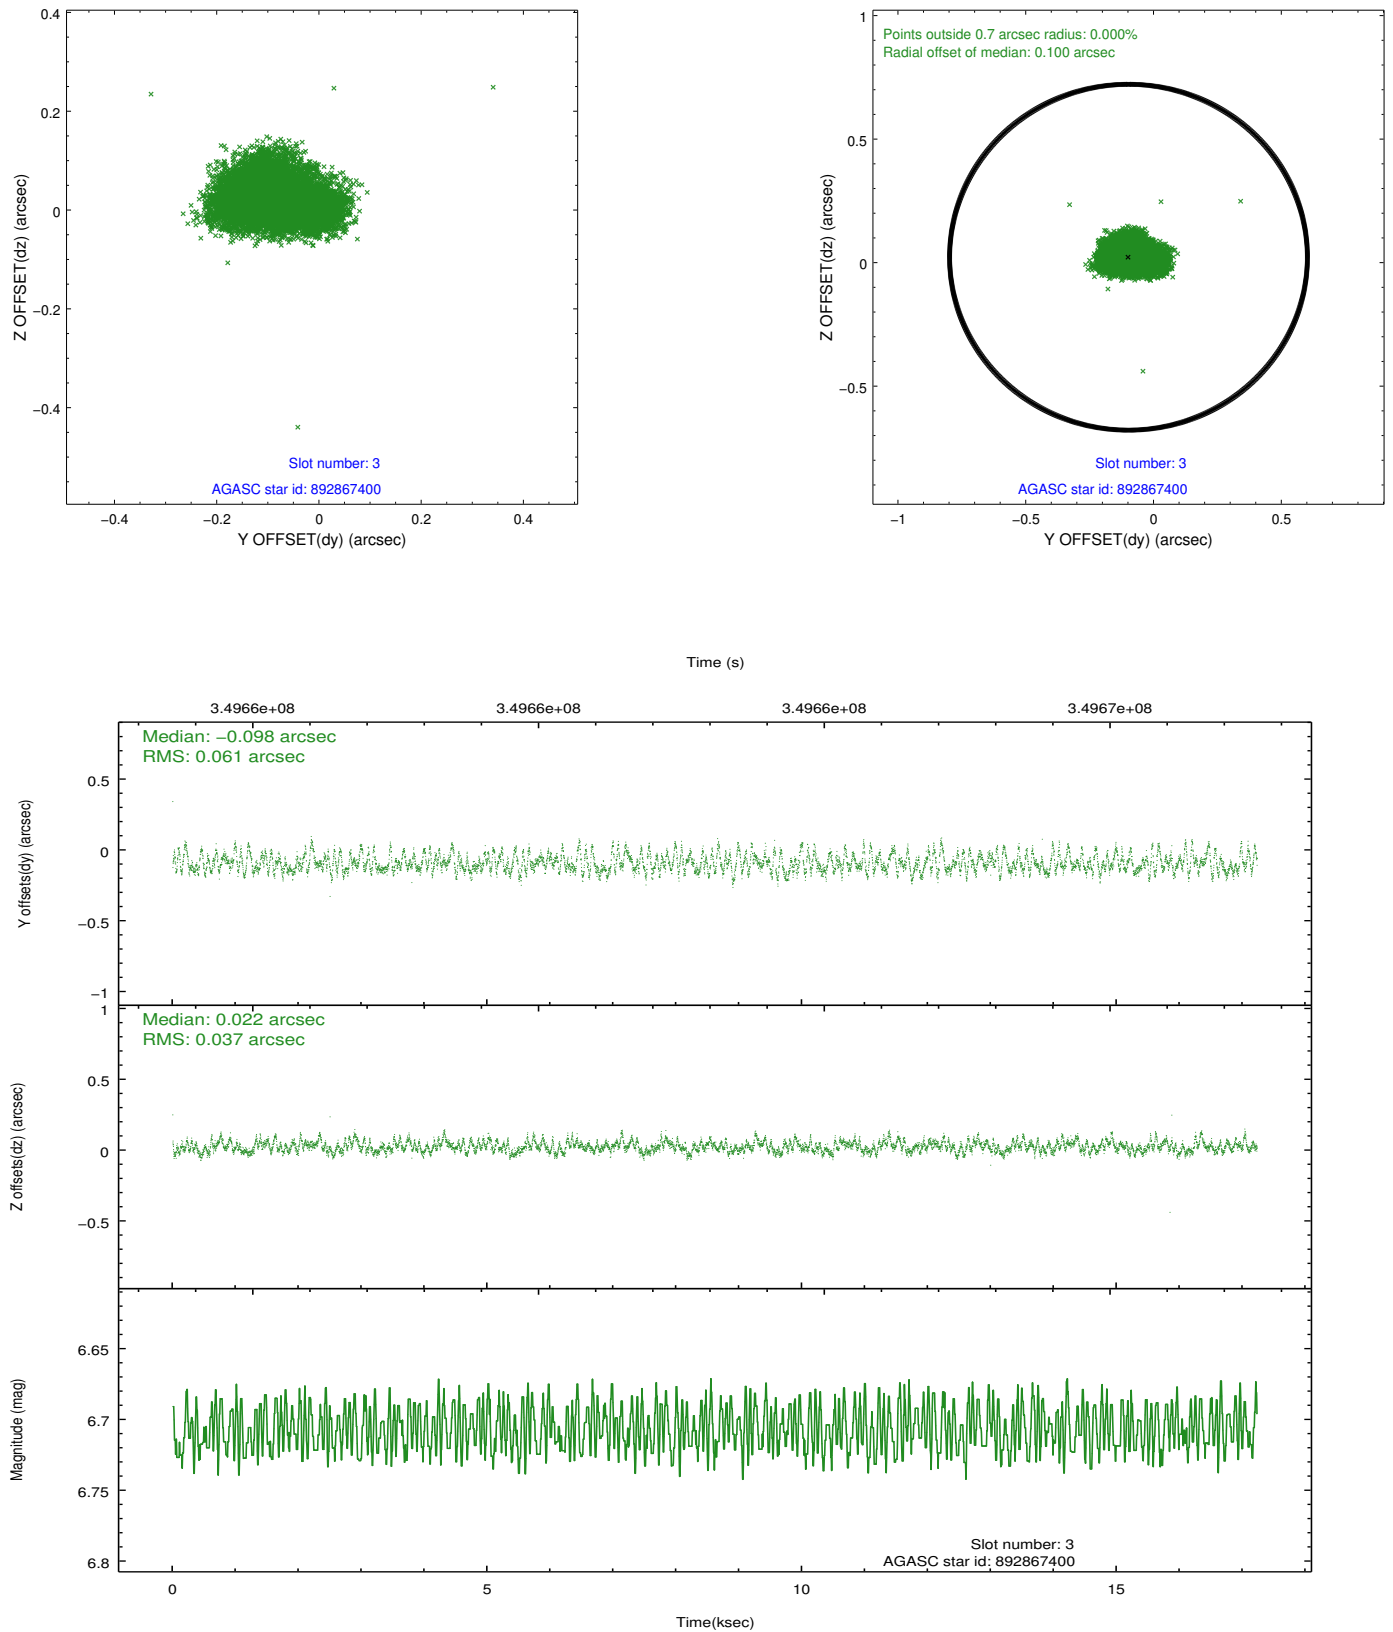 0.4
0.2
0
−0.2
−0.4
Z OFFSET(dz) (arcsec)
Slot number: 3
AGASC star id: 892867400
−0.4
−0.2
0
0.2
0.4
Y OFFSET(dy) (arcsec)
1
0.5
0
−0.5
Z OFFSET(dz) (arcsec)
Points outside 0.7 arcsec radius: 0.000%
Radial offset of median: 0.100 arcsec
Slot number: 3
AGASC star id: 892867400
−1
−0.5
0
0.5
Y OFFSET(dy) (arcsec)
Time (s)
3.4966e+08
3.4966e+08
3.4966e+08
3.4967e+08
Median: −0.098 arcsec
RMS: 0.061 arcsec
0.5
0
−0.5
−1
Y offsets(dy) (arcsec)
Median: 0.022 arcsec
RMS: 0.037 arcsec
1
0.5
0
−0.5
Z offsets(dz) (arcsec)
6.65
6.7
6.75
6.8
Magnitude (mag)
Slot number: 3
AGASC star id: 892867400
0
5
10
15
Time(ksec)